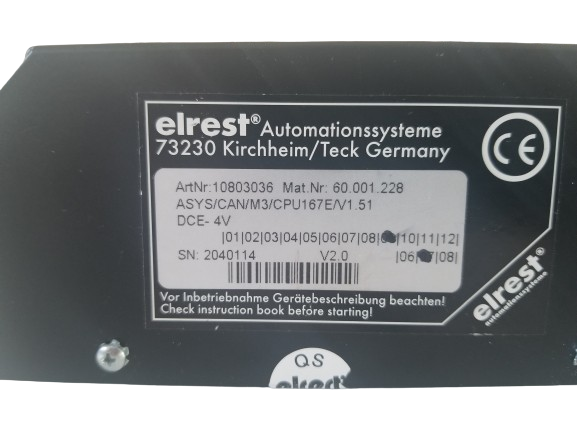 elrest® Automationssysteme
73230 Kirchheim/Teck Germany
CE
ArtNr:10803036 Mat.Nr: 60.001.228
ASYS/CAN/M3/CPU167E/V1.51
DCE- 4V
|01|02|03|04|05|06|07|08| |10|11|12|
SN: 2040114 V2.0 |06| |08|
Vor Inbetriebnahme Gerätebeschreibung beachten!
Check instruction book before starting!
elrest®
automationssysteme
QS
elrest